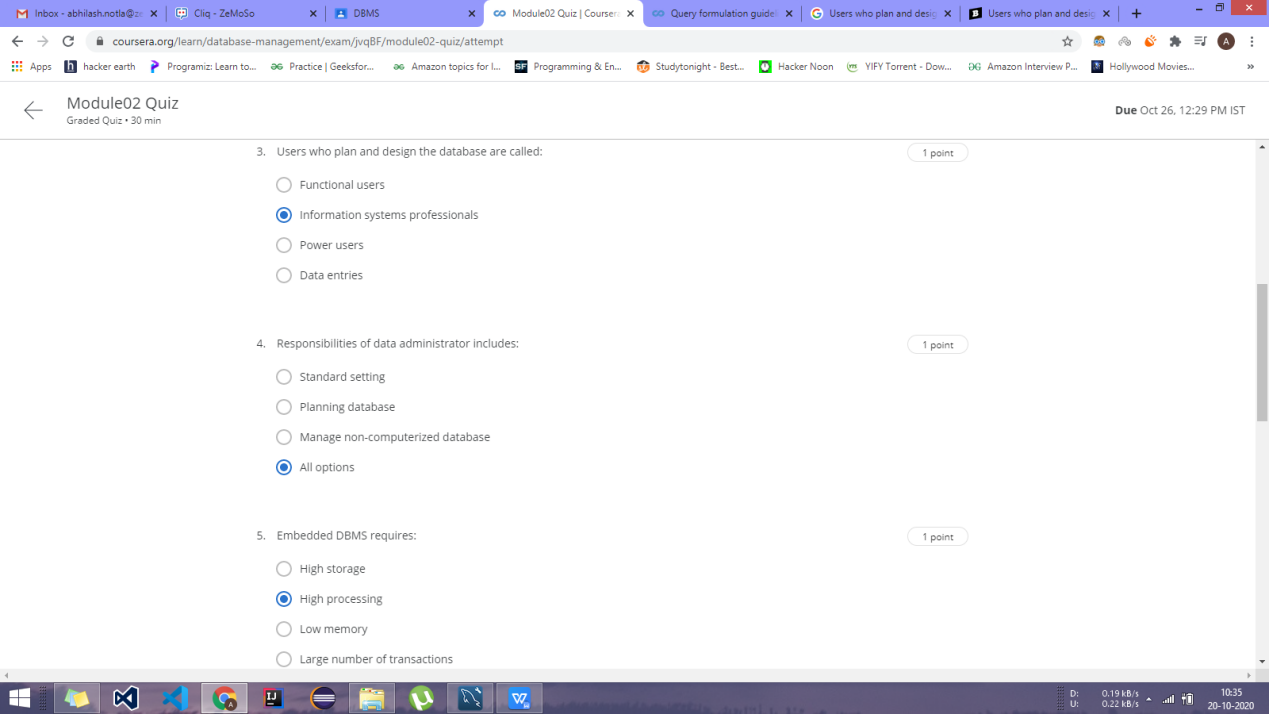 Inbox - abhilash.notla@ze
Cliq - ZeMoSo
DBMS
Module02 Quiz | Coursera
Query formulation guidel
Users who plan and desig
Users who plan and desig
coursera.org/learn/database-management/exam/jvqBF/module02-quiz/attempt
A
Apps
hacker earth
Programiz: Learn to...
Practice | Geeksfor...
Amazon topics for I...
SF Programming & En...
Studytonight - Best...
Hacker Noon
YIFY Torrent - Dow...
Amazon Interview P...
Hollywood Movies...
»
Module02 Quiz
Graded Quiz • 30 min
Due Oct 26, 12:29 PM IST
3. Users who plan and design the database are called:
1 point
Functional users
Information systems professionals
Power users
Data entries
4. Responsibilities of data administrator includes:
1 point
Standard setting
Planning database
Manage non-computerized database
All options
5. Embedded DBMS requires:
1 point
High storage
High processing
Low memory
Large number of transactions
D: 0.19 kB/s
U: 0.22 kB/s
10:35
20-10-2020